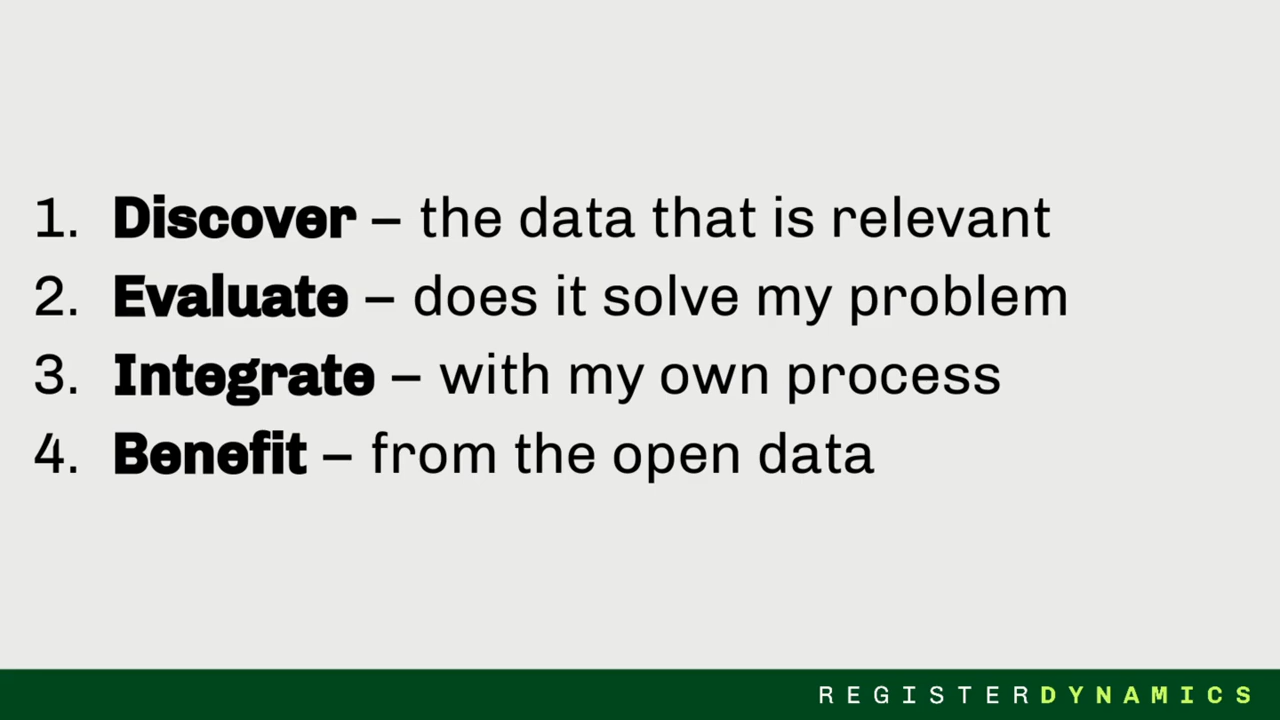 1. Discover – the data that is relevant
2. Evaluate – does it solve my problem
3. Integrate – with my own process
4. Benefit – from the open data
REGISTERDYNAMICS